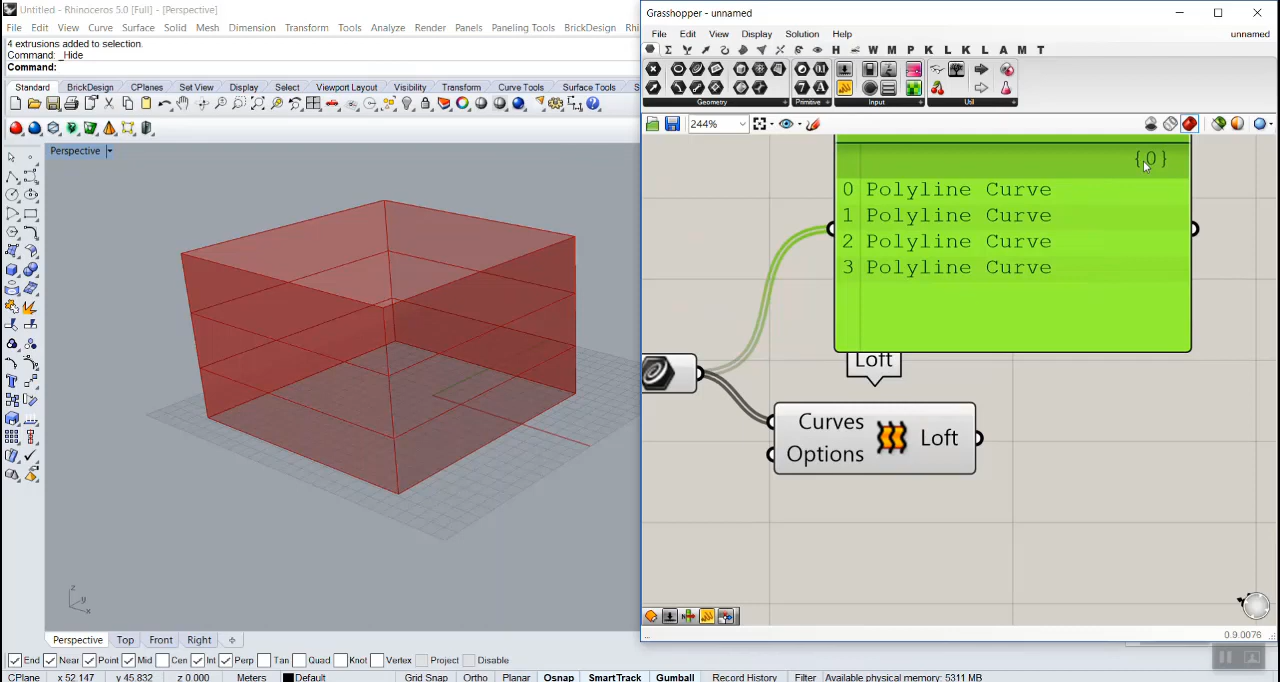 Untitled - Rhinoceros 5.0 [Full] - [Perspective]
File Edit View Curve Surface Solid Mesh Dimension Transform Tools Analyze Render Panels Paneling Tools BrickDesign
4 extrusions added to selection.
Command: _Hide
Command:
Standard BrickDesign CPlanes Set View Display Select Viewport Layout Visibility Transform Curve Tools Surface Tools
Perspective
z
y
x
Perspective Top Front Right
End Near Point Mid Cen Int Perp Tan Quad Knot Vertex Project Disable
CPlane x 52.147 y 45.832 z 0.000 Meters Default Grid Snap Ortho Planar Osnap SmartTrack Gumball Record History Filter Available physical memory: 5311 MB
Grasshopper - unnamed
File Edit View Display Solution Help unnamed
H W M P K L K L A M T
Geometry Primitive Input Util
244%
{0}
0 Polyline Curve
1 Polyline Curve
2 Polyline Curve
3 Polyline Curve
Loft
Curves
Options
Loft
0.9.0076